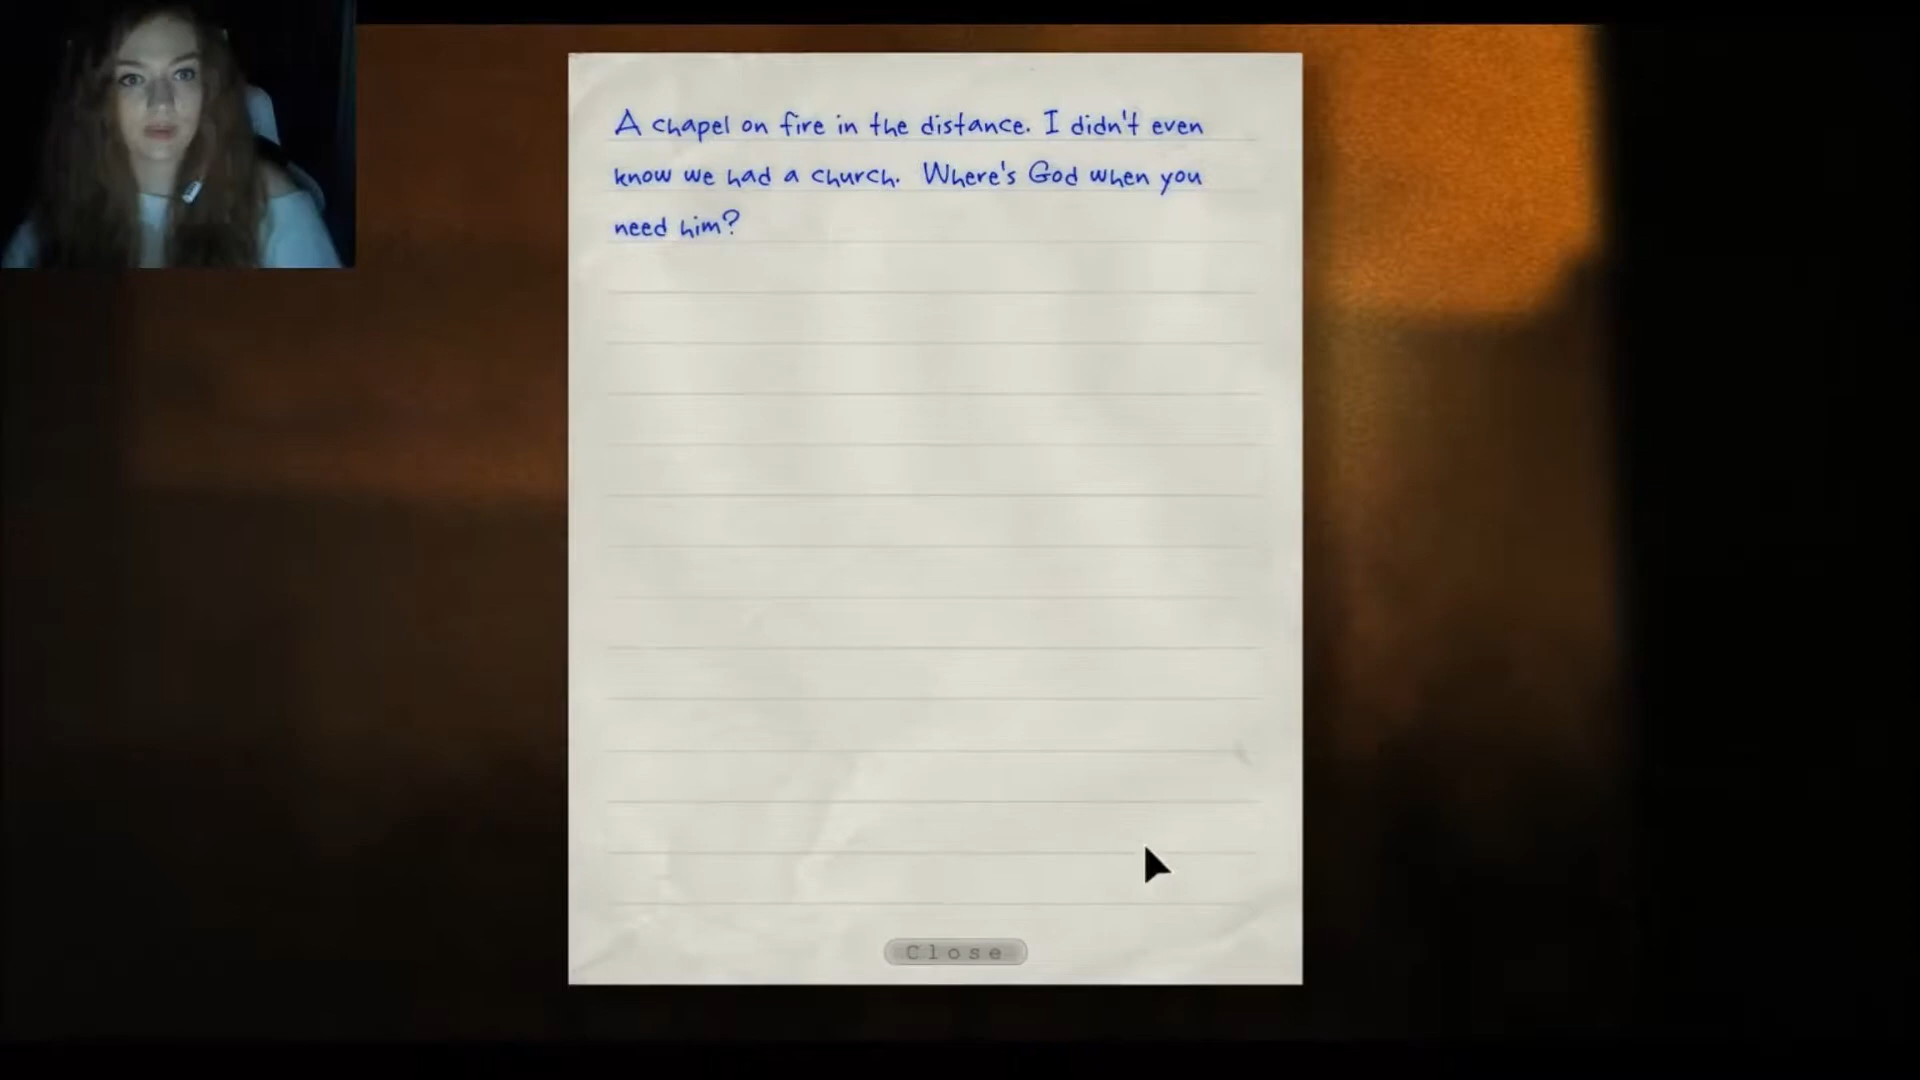 A chapel on fire in the distance. I didn't even
know we had a church. Where's God when you
need him?
Close